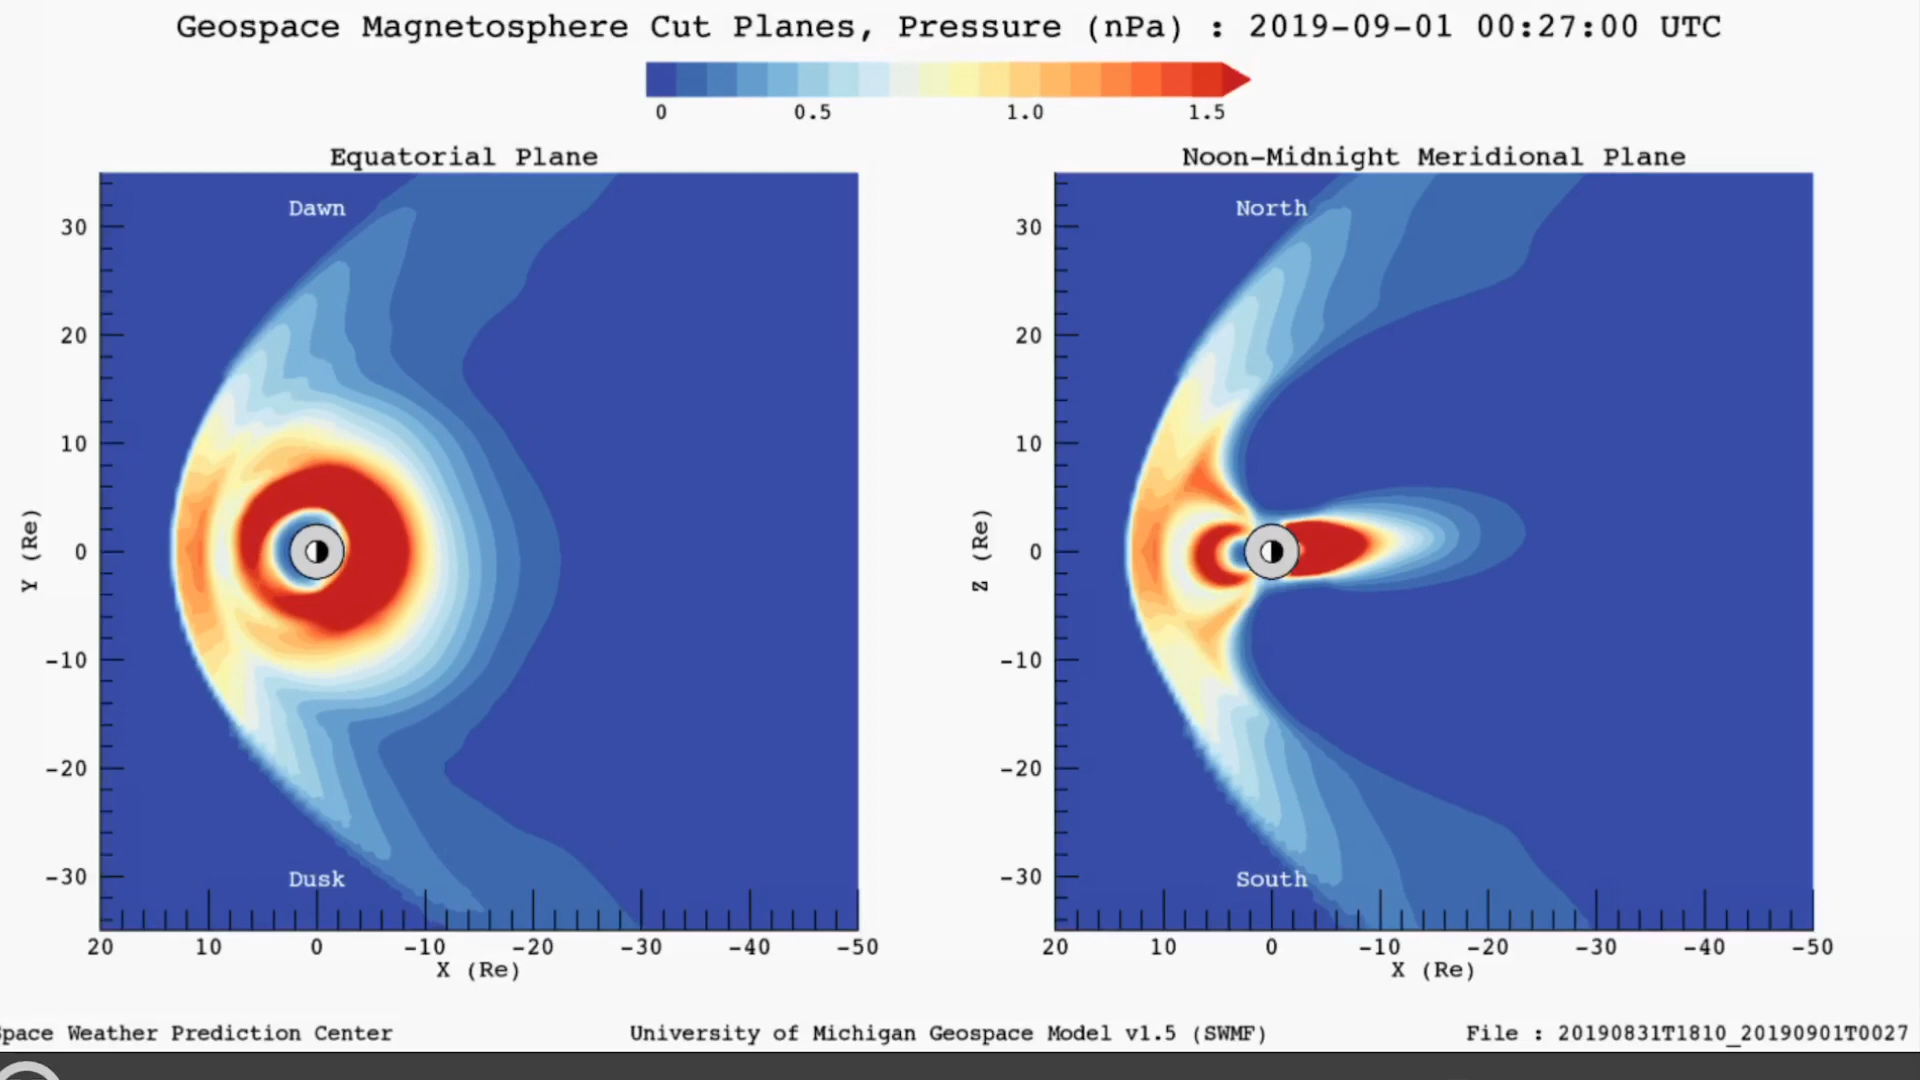 Geospace Magnetosphere Cut Planes, Pressure (nPa) : 2019-09-01 00:27:00 UTC
0 0.5 1.0 1.5
Equatorial Plane
Dawn
30
20
10
0
-10
-20
-30
Y (Re)
Dusk
20 10 0 -10 -20 -30 -40 -50
X (Re)
Noon-Midnight Meridional Plane
North
30
20
10
0
-10
-20
-30
Z (Re)
South
20 10 0 -10 -20 -30 -40 -50
X (Re)
Space Weather Prediction Center
University of Michigan Geospace Model v1.5 (SWMF)
File : 20190831T1810_20190901T0027